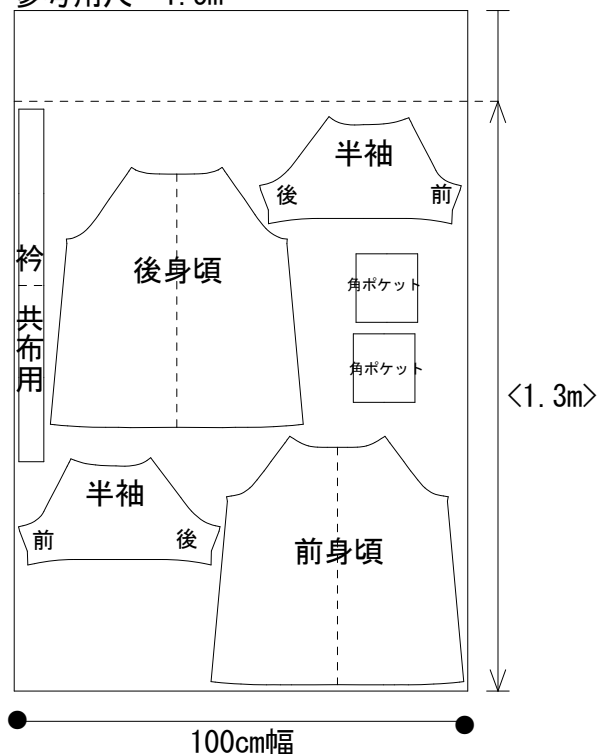 半袖
後
前
後身頃
衿
共布用
角ポケット
角ポケット
<1.3m>
半袖
前
後
前身頃
100cm幅